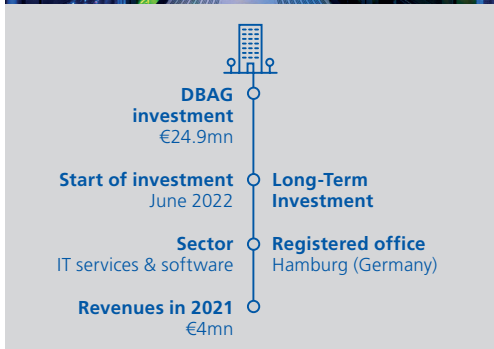 DBAG
investment
€24.9mn
Start of investment
June 2022
Long-Term
Investment
Sector
IT services & software
Registered office
Hamburg (Germany)
Revenues in 2021
€4mn